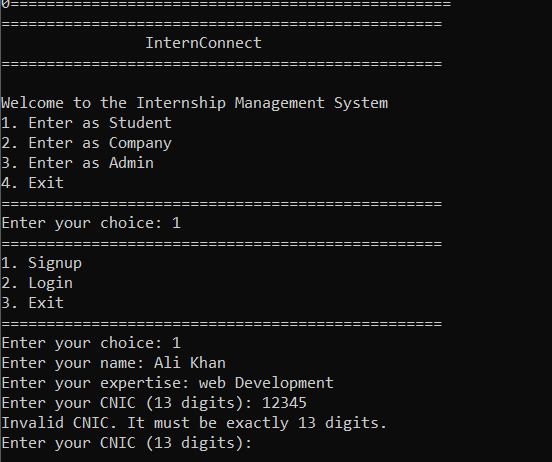 0=================================================
=================================================
InternConnect
=================================================
Welcome to the Internship Management System
1. Enter as Student
2. Enter as Company
3. Enter as Admin
4. Exit
=================================================
Enter your choice: 1
=================================================
1. Signup
2. Login
3. Exit
=================================================
Enter your choice: 1
Enter your name: Ali Khan
Enter your expertise: web Development
Enter your CNIC (13 digits): 12345
Invalid CNIC. It must be exactly 13 digits.
Enter your CNIC (13 digits):